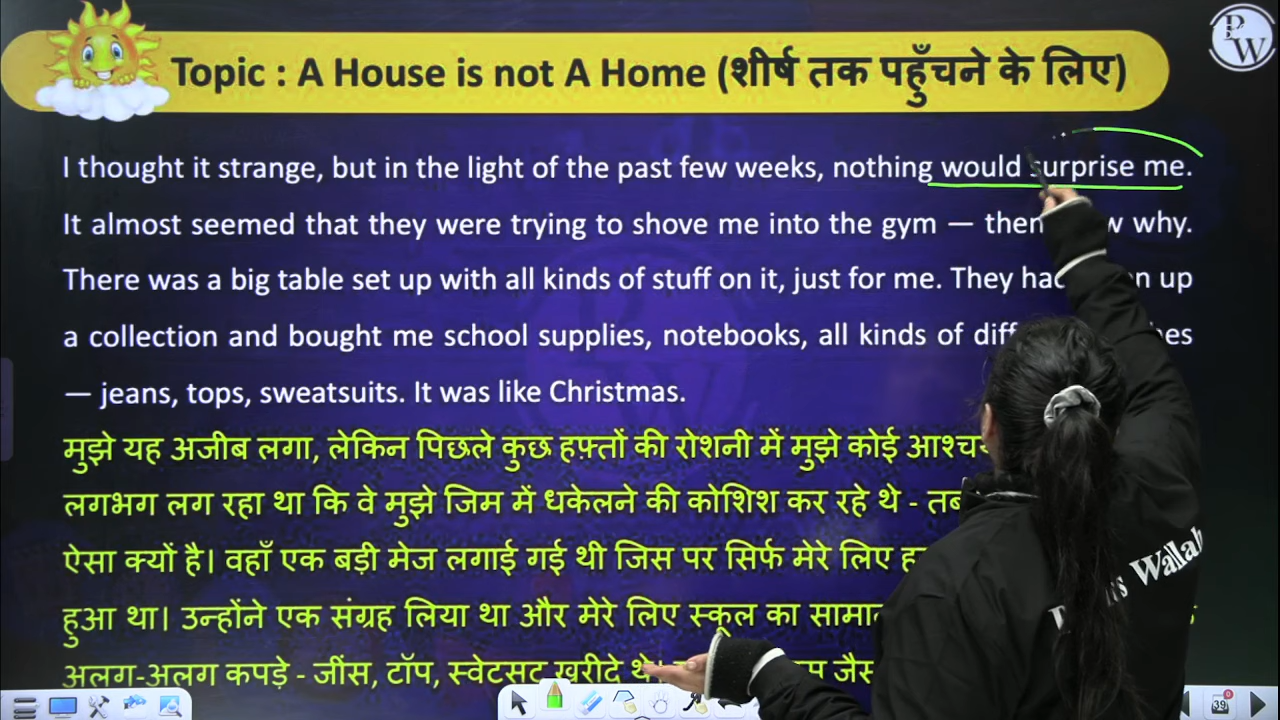 Topic : A House is not A Home (शीर्ष तक पहुँचने के लिए)
PW
I thought it strange, but in the light of the past few weeks, nothing would surprise me.
It almost seemed that they were trying to shove me into the gym — then why.
There was a big table set up with all kinds of stuff on it, just for me. They had up
a collection and bought me school supplies, notebooks, all kinds of
— jeans, tops, sweatsuits. It was like Christmas.
मुझे यह अजीब लगा, लेकिन पिछले कुछ हफ़्तों की रोशनी में मुझे कोई
लगभग लग रहा था कि वे मुझे जिम में धकेलने की कोशिश कर रहे थे - तब
ऐसा क्यों है। वहाँ एक बड़ी मेज लगाई गई थी जिस पर सिर्फ मेरे लिए
हुआ था। उन्होंने एक संग्रह लिया था और मेरे लिए स्कूल का
अलग-अलग कपड़े - जींस, टॉप, स्वेटसूट खरीदे थे।
39